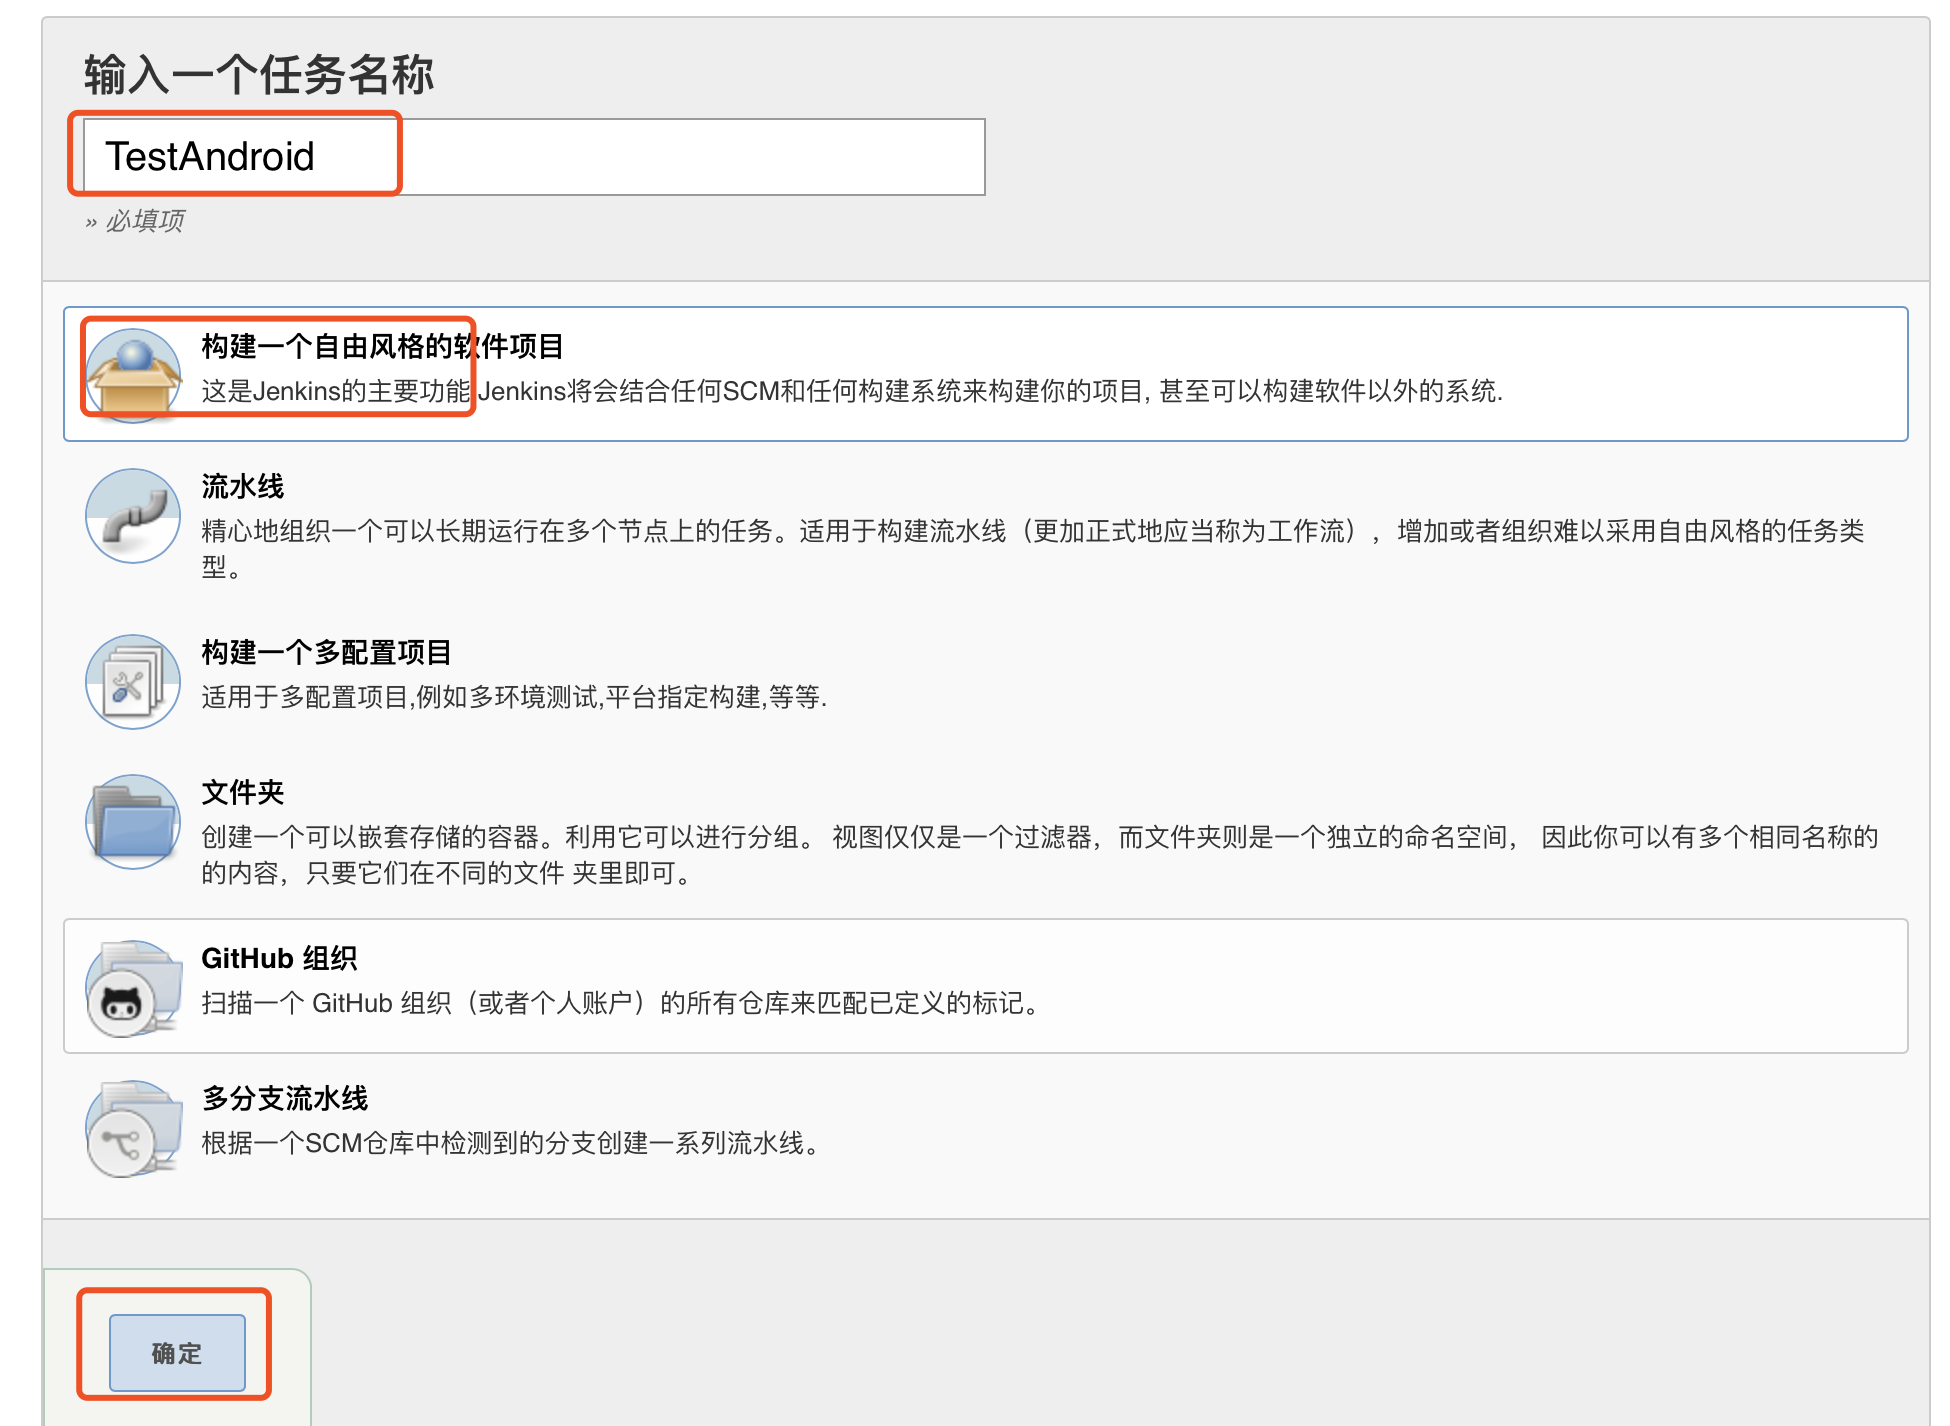 输入一个任务名称
TestAndroid
» 必填项
构建一个自由风格的软件项目
这是Jenkins的主要功能 Jenkins将会结合任何SCM和任何构建系统来构建你的项目, 甚至可以构建软件以外的系统.
流水线
精心地组织一个可以长期运行在多个节点上的任务。适用于构建流水线（更加正式地应当称为工作流），增加或者组织难以采用自由风格的任务类
型。
构建一个多配置项目
适用于多配置项目,例如多环境测试,平台指定构建,等等.
文件夹
创建一个可以嵌套存储的容器。利用它可以进行分组。 视图仅仅是一个过滤器，而文件夹则是一个独立的命名空间， 因此你可以有多个相同名称的
的内容，只要它们在不同的文件 夹里即可。
GitHub 组织
扫描一个 GitHub 组织（或者个人账户）的所有仓库来匹配已定义的标记。
多分支流水线
根据一个SCM仓库中检测到的分支创建一系列流水线。
确定